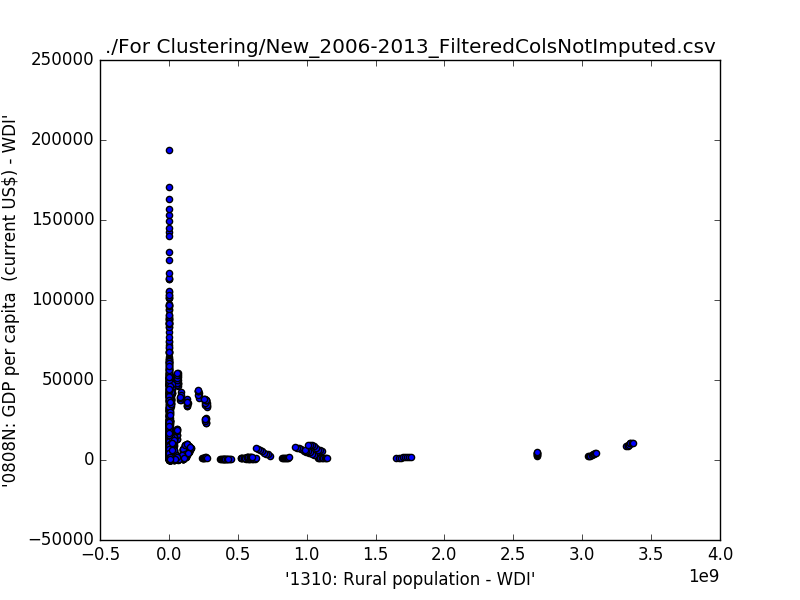 ./For Clustering/New_2006-2013_FilteredColsNotImputed.csv
250000
200000
150000
100000
50000
0
−50000
'0808N: GDP per capita  (current US$) - WDI'
−0.5 0.0 0.5 1.0 1.5 2.0 2.5 3.0 3.5 4.0
1e9
'1310: Rural population - WDI'